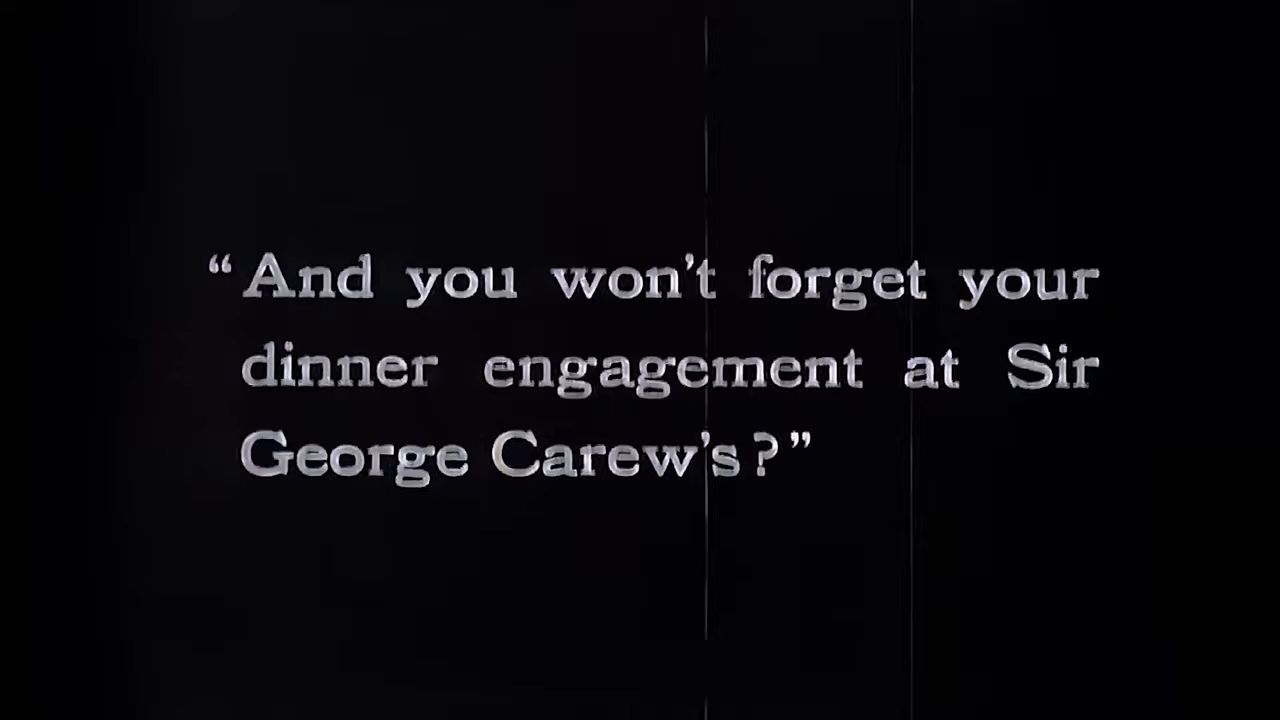 “And you won’t forget your
dinner engagement at Sir
George Carew’s?”